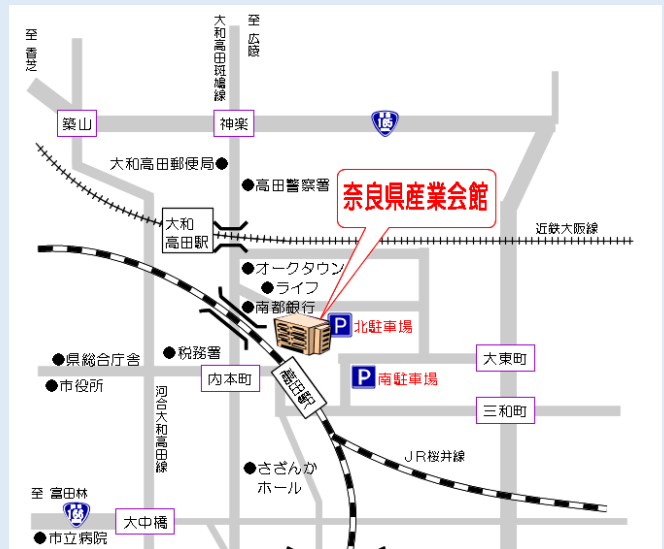 至 香芝
大和高田斑鳩線
至 広陵
築山
神楽
165
大和高田郵便局
高田警察署
奈良県産業会館
大和
高田駅
近鉄大阪線
オークタウン
ライフ
南都銀行
P 北駐車場
県総合庁舎
税務署
大東町
市役所
内本町
高田駅
P 南駐車場
三和町
河合大和高田線
JR桜井線
さざんか
ホール
至 富田林
166
大中橋
市立病院